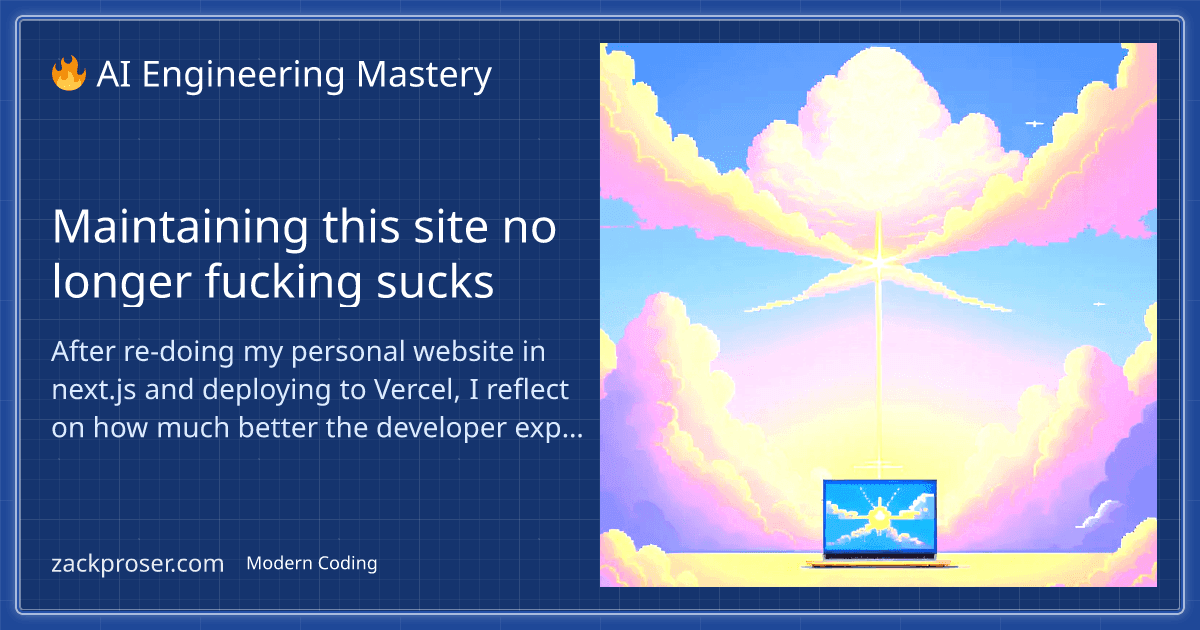 🔥 AI Engineering Mastery
Maintaining this site no
longer fucking sucks
After re-doing my personal website in
next.js and deploying to Vercel, I reflect
on how much better the developer exp...
zackproser.com Modern Coding